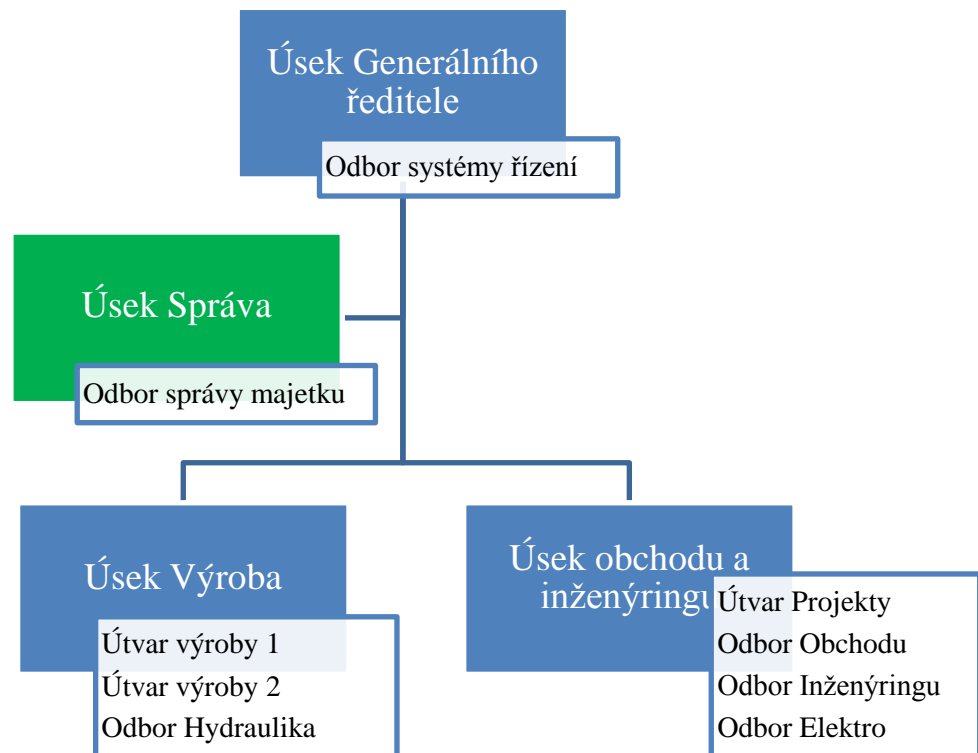 Úsek Generálního
ředitele
Odbor systémy řízení
Úsek Správa
Odbor správy majetku
Úsek Výroba
Útvar výroby 1
Útvar výroby 2
Odbor Hydraulika
Úsek obchodu a
inženýringu
Útvar Projekty
Odbor Obchodu
Odbor Inženýringu
Odbor Elektro